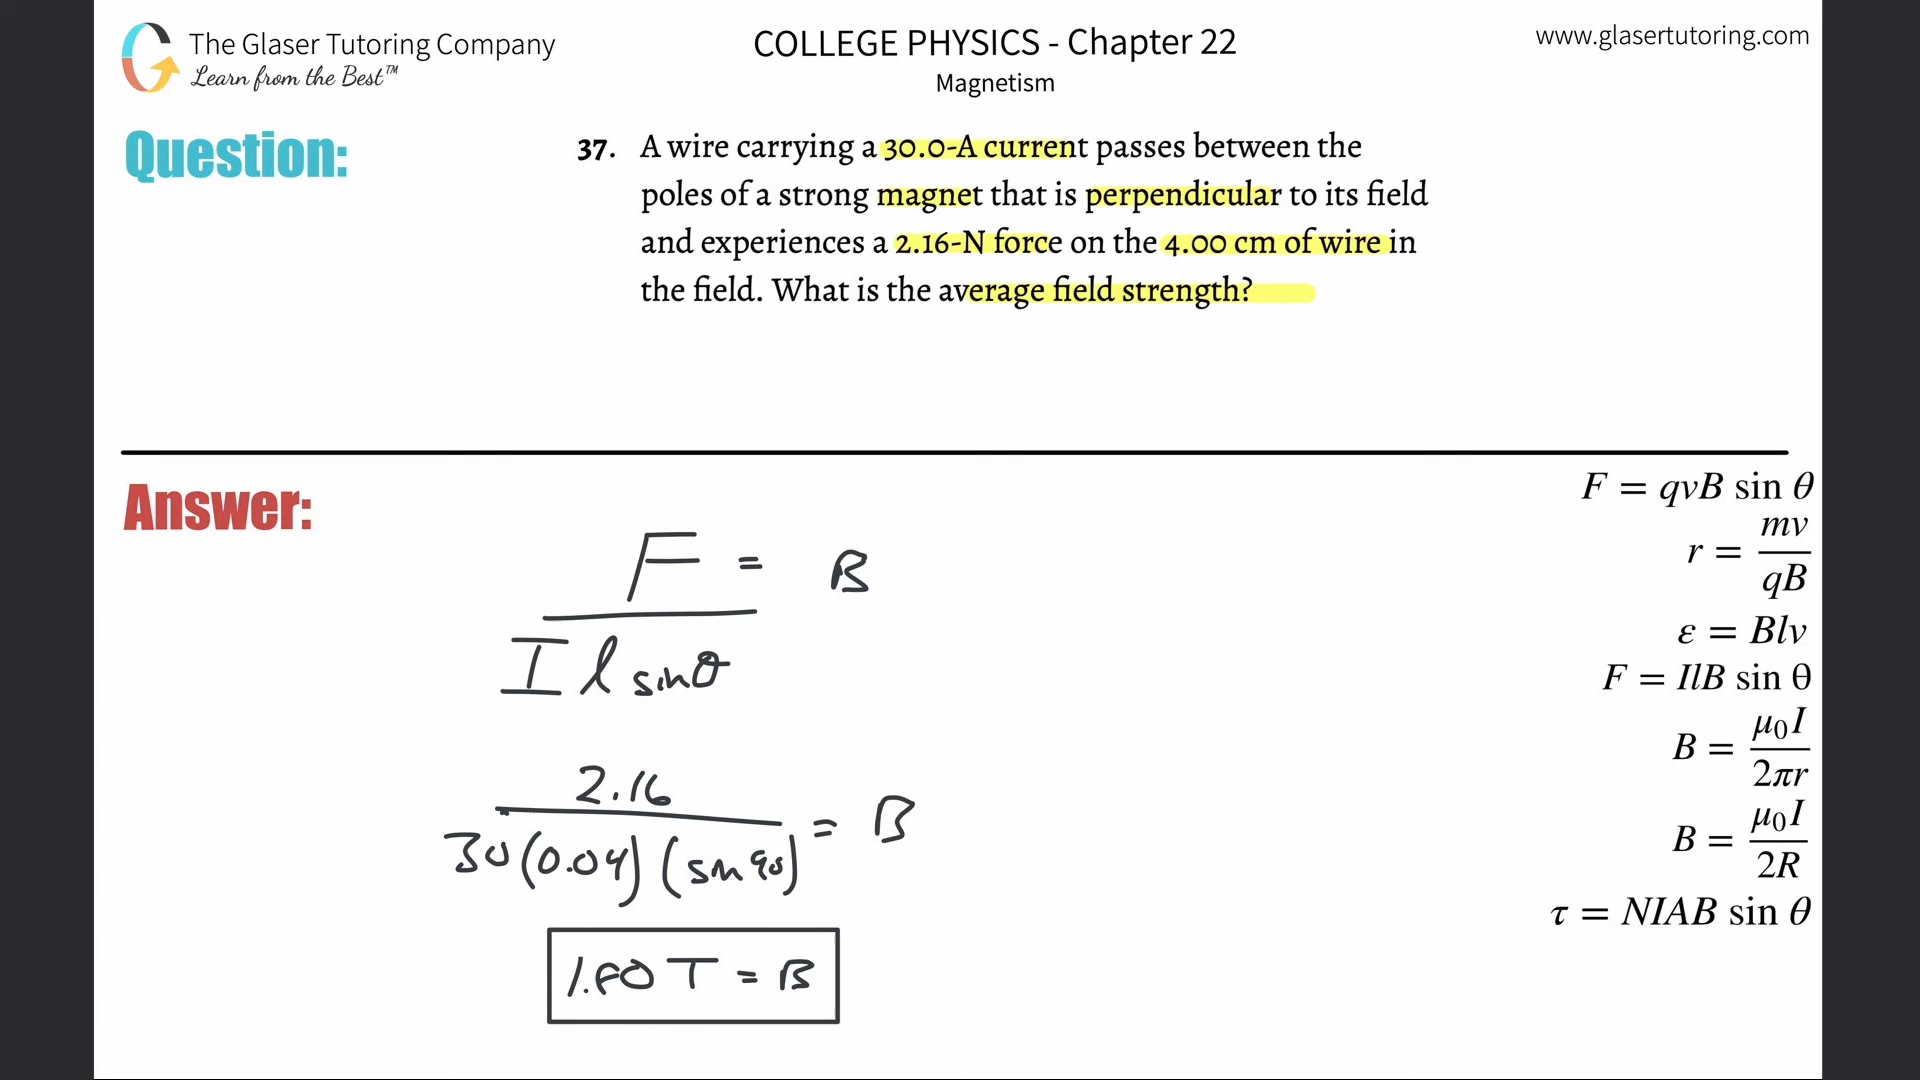 The Glaser Tutoring Company
Learn from the Best™
COLLEGE PHYSICS - Chapter 22
Magnetism
www.glasertutoring.com
Question:
37. A wire carrying a 30.0-A current passes between the
poles of a strong magnet that is perpendicular to its field
and experiences a 2.16-N force on the 4.00 cm of wire in
the field. What is the average field strength?
Answer:
F / I l sinθ = B
2.16 / 30(0.04)(sin90) = B
1.80 T = B
F = qvB sin θ
r = mv / qB
ε = Blv
F = IlB sin θ
B = μ₀I / 2πr
B = μ₀I / 2R
τ = NIAB sin θ